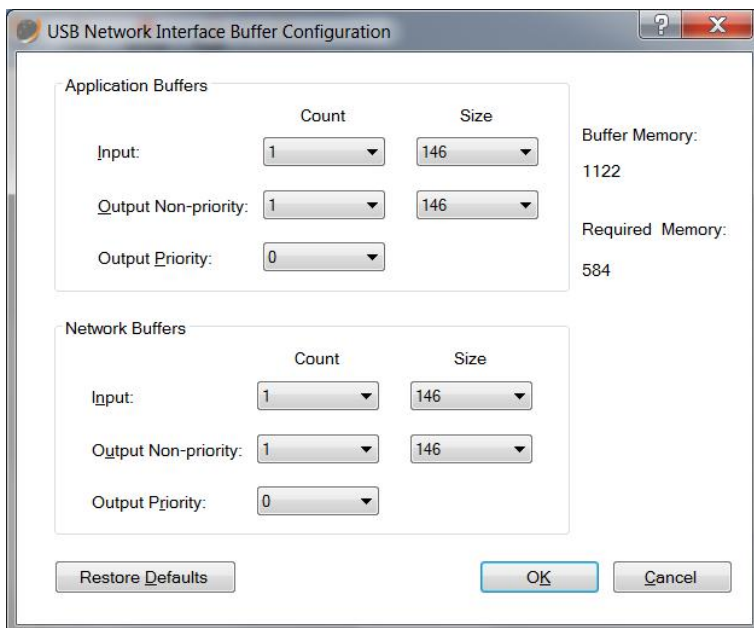 USB Network Interface Buffer Configuration
?
X
Application Buffers
Count Size
Input: 1 146
Output Non-priority: 1 146
Output Priority: 0
Buffer Memory:
1122
Required Memory:
584
Network Buffers
Count Size
Input: 1 146
Output Non-priority: 1 146
Output Priority: 0
Restore Defaults
OK
Cancel